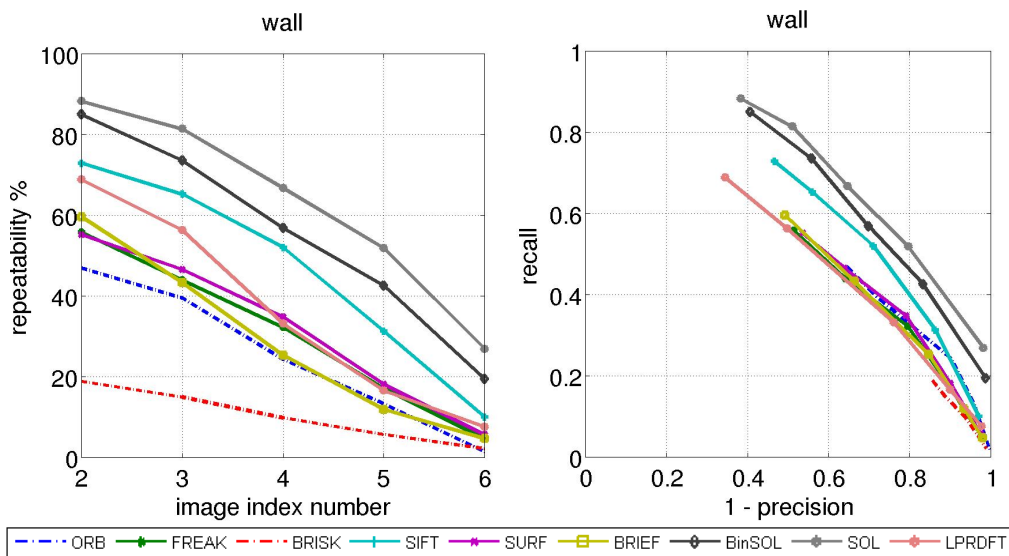 wall
100
80
60
40
20
0
2 3 4 5 6
repeatability %
image index number
wall
1
0.8
0.6
0.4
0.2
0
0 0.2 0.4 0.6 0.8 1
recall
1 - precision
ORB FREAK BRISK SIFT SURF BRIEF BinSOL SOL LPRDFT